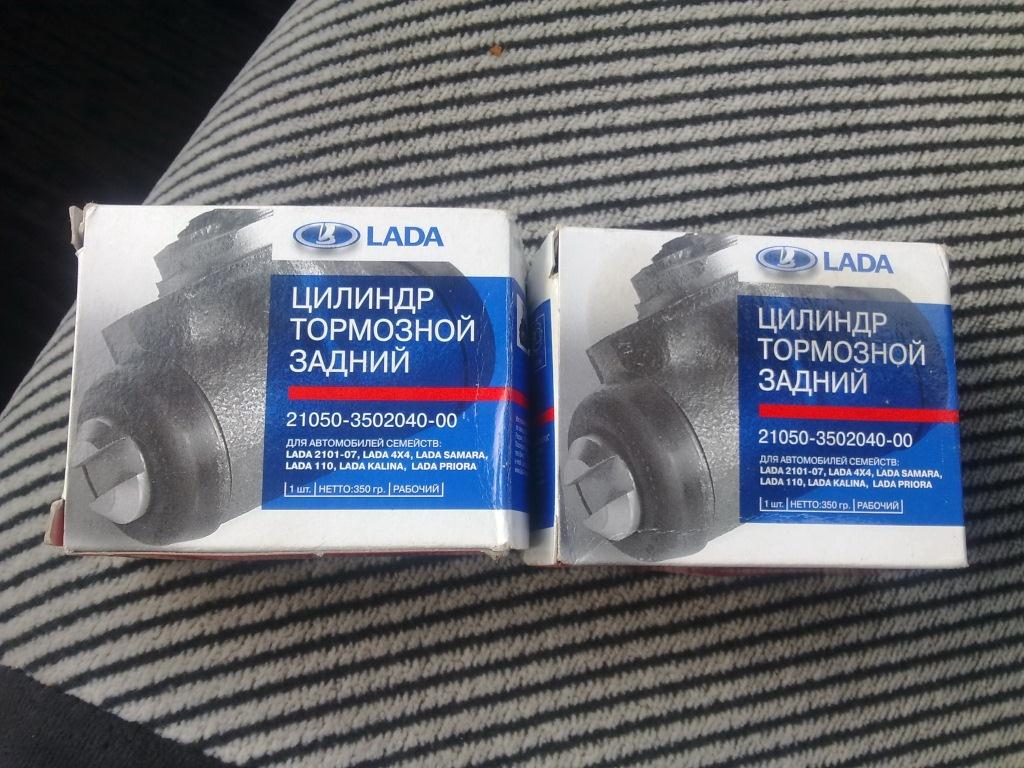 LADA
ЦИЛИНДР
ТОРМОЗНОЙ
ЗАДНИЙ
21050-3502040-00
ДЛЯ АВТОМОБИЛЕЙ СЕМЕЙСТВ:
LADA 2101-07, LADA 4X4, LADA SAMARA,
LADA 110, LADA KALINA, LADA PRIORA
1 шт. НЕТТО:350 гр. РАБОЧИЙ
LADA
ЦИЛИНДР
ТОРМОЗНОЙ
ЗАДНИЙ
21050-3502040-00
ДЛЯ АВТОМОБИЛЕЙ СЕМЕЙСТВ:
LADA 2101-07, LADA 4X4, LADA SAMARA,
LADA 110, LADA KALINA, LADA PRIORA
1 шт. НЕТТО:350 гр. РАБОЧИЙ